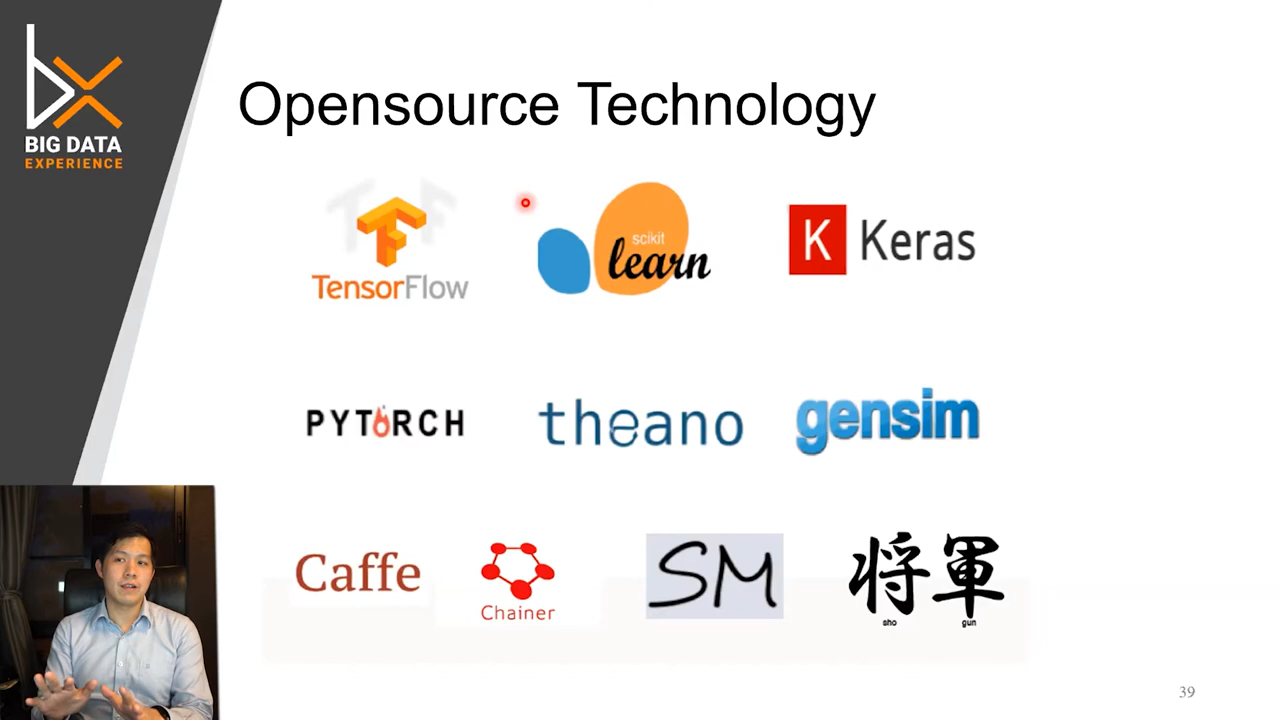 BIG DATA
EXPERIENCE
Opensource Technology
TensorFlow
scikit
learn
K Keras
PYTORCH
theano
gensim
Caffe
Chainer
SM
将軍
sho gun
39